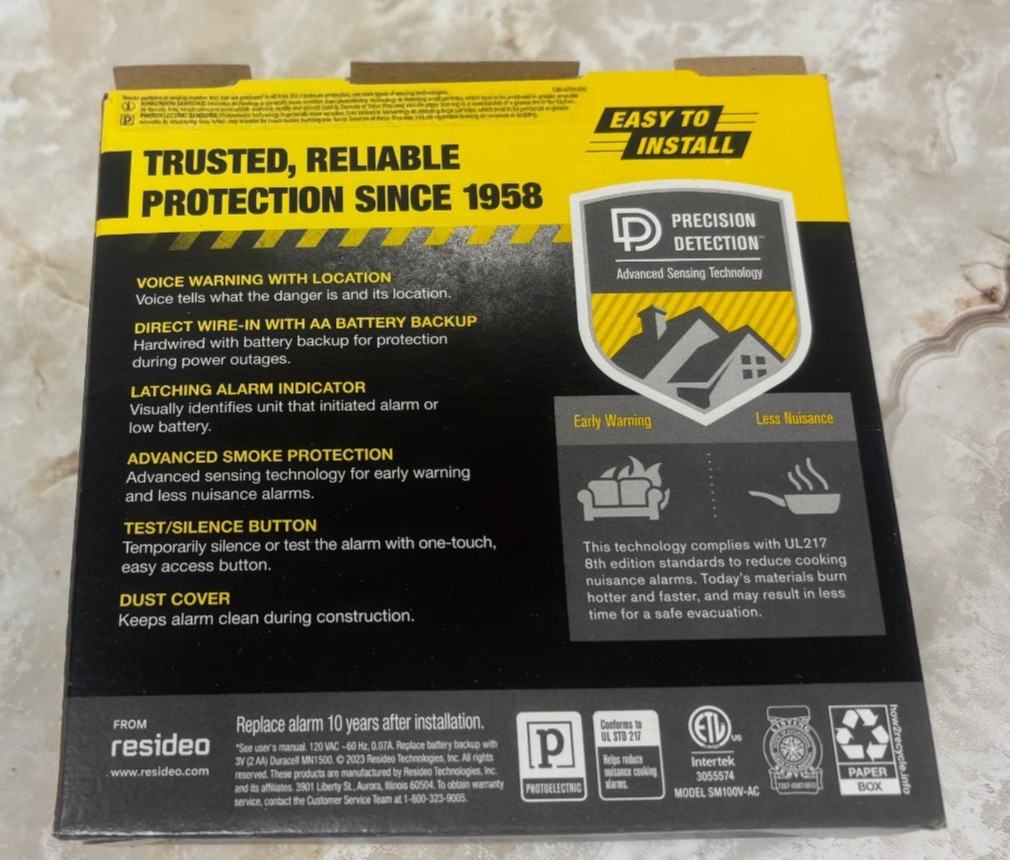 EASY TO
INSTALL
TRUSTED, RELIABLE
PROTECTION SINCE 1958
PRECISION
DETECTION™
Advanced Sensing Technology
VOICE WARNING WITH LOCATION
Voice tells what the danger is and its location.
DIRECT WIRE-IN WITH AA BATTERY BACKUP
Hardwired with battery backup for protection
during power outages.
LATCHING ALARM INDICATOR
Visually identifies unit that initiated alarm or
low battery.
ADVANCED SMOKE PROTECTION
Advanced sensing technology for early warning
and less nuisance alarms.
TEST/SILENCE BUTTON
Temporarily silence or test the alarm with one-touch,
easy access button.
DUST COVER
Keeps alarm clean during construction.
Early Warning
Less Nuisance
This technology complies with UL217
8th edition standards to reduce cooking
nuisance alarms. Today's materials burn
hotter and faster, and may result in less
time for a safe evacuation.
FROM
resideo
www.resideo.com
Replace alarm 10 years after installation.
*See user's manual. 120 VAC ~60 Hz, 0.07A. Replace battery backup with
3V (2 AA) Duracell MN1500. © 2023 Resideo Technologies, Inc. All rights
reserved. These products are manufactured by Resideo Technologies, Inc.
and its affiliates. 3901 Liberty St., Aurora, Illinois 60504. To obtain warranty
service, contact the Customer Service Team at 1-800-323-9005.
P
PHOTOELECTRIC
Conforms to
UL STD 217
Helps reduce
nuisance cooking
alarms.
ETL
US
Intertek
3055574
MODEL SM100V-AC
PAPER
BOX
how2recycle.info